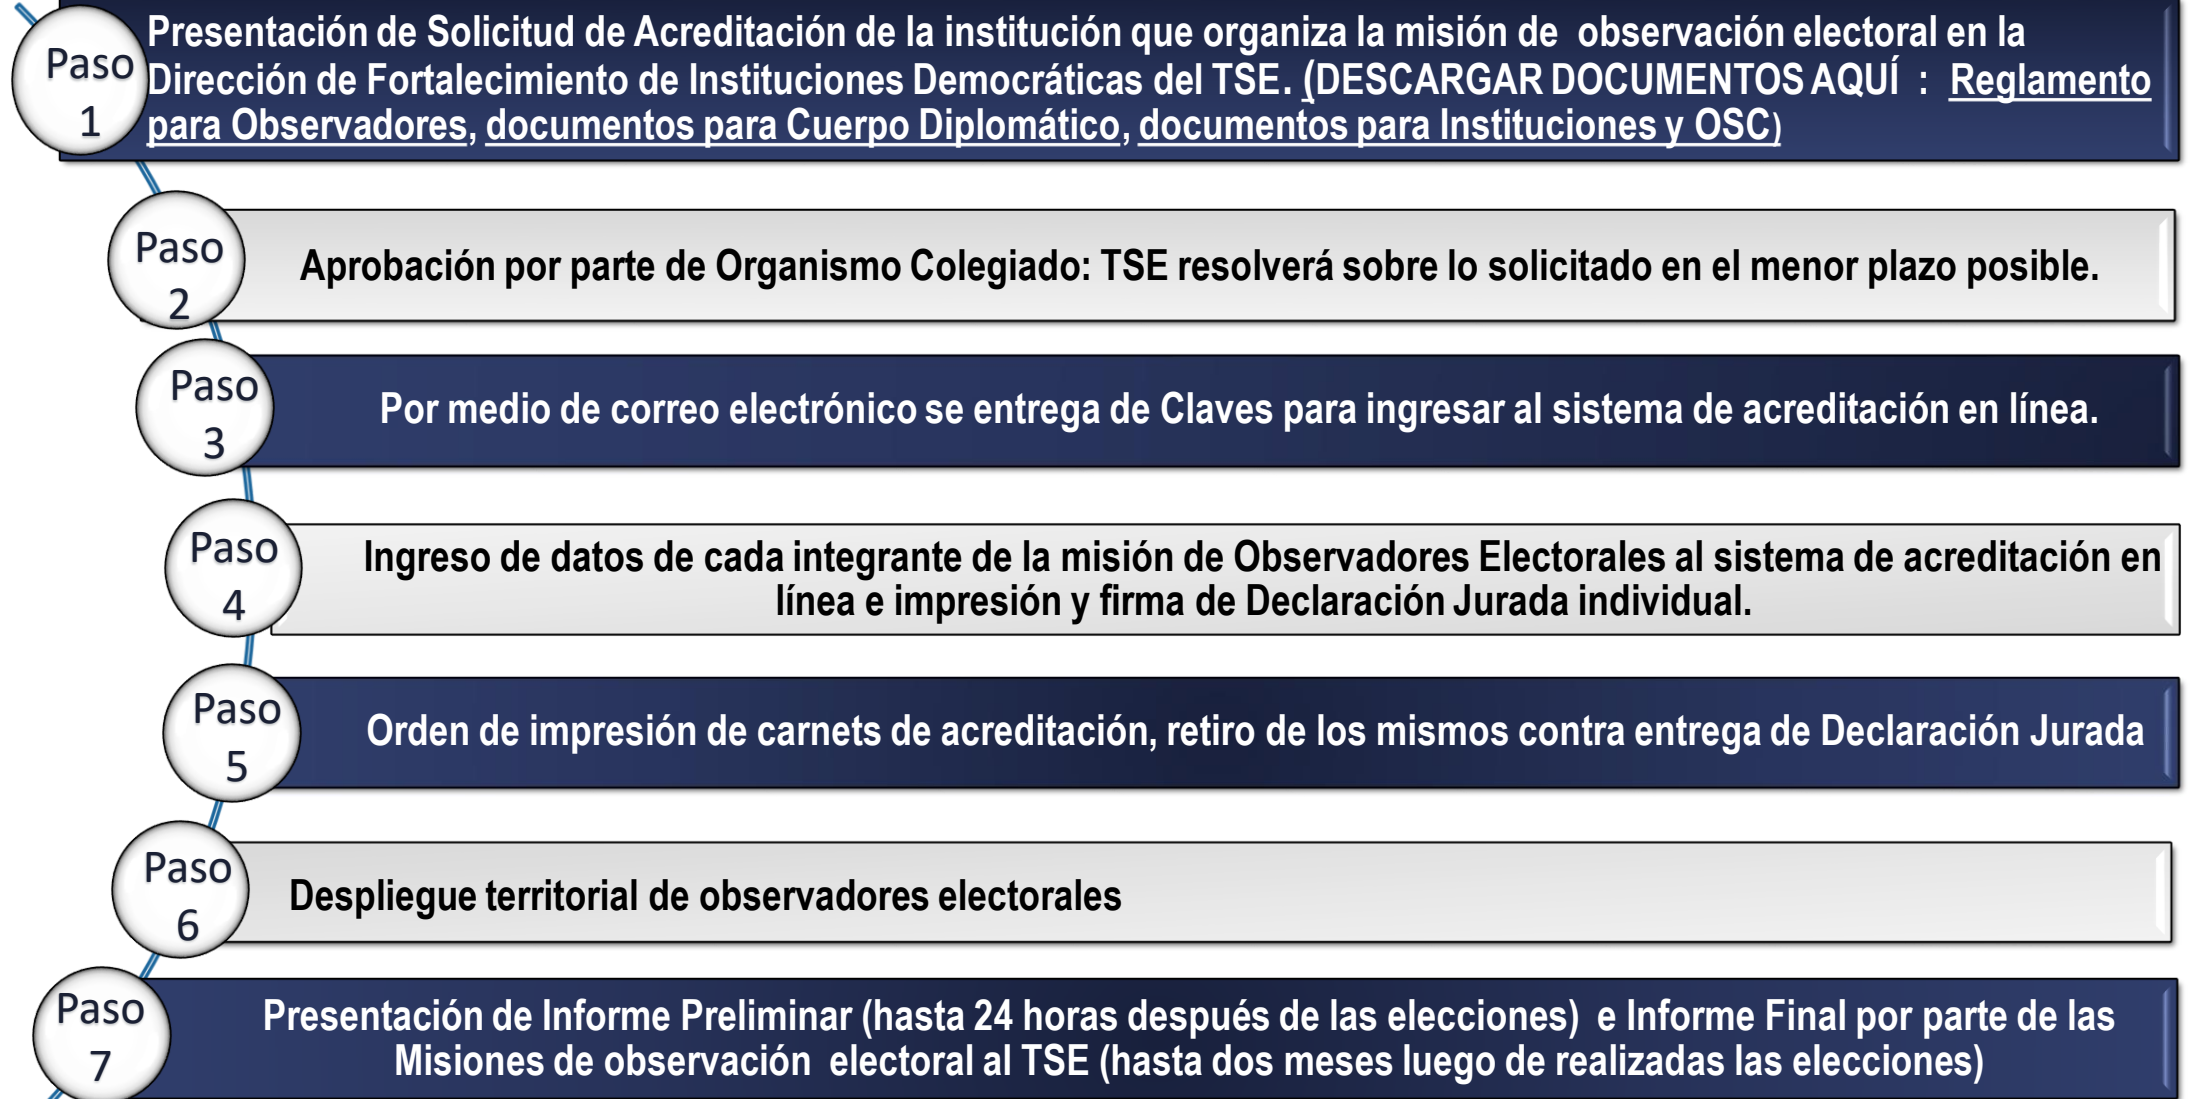 Paso
1
Presentación de Solicitud de Acreditación de la institución que organiza la misión de observación electoral en la
Dirección de Fortalecimiento de Instituciones Democráticas del TSE. (DESCARGAR DOCUMENTOS AQUÍ : Reglamento
para Observadores, documentos para Cuerpo Diplomático, documentos para Instituciones y OSC)
Paso
2
Aprobación por parte de Organismo Colegiado: TSE resolverá sobre lo solicitado en el menor plazo posible.
Paso
3
Por medio de correo electrónico se entrega de Claves para ingresar al sistema de acreditación en línea.
Paso
4
Ingreso de datos de cada integrante de la misión de Observadores Electorales al sistema de acreditación en
línea e impresión y firma de Declaración Jurada individual.
Paso
5
Orden de impresión de carnets de acreditación, retiro de los mismos contra entrega de Declaración Jurada
Paso
6
Despliegue territorial de observadores electorales
Paso
7
Presentación de Informe Preliminar (hasta 24 horas después de las elecciones) e Informe Final por parte de las
Misiones de observación electoral al TSE (hasta dos meses luego de realizadas las elecciones)